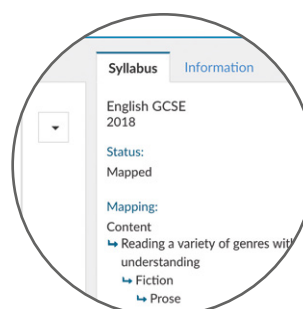 Syllabus Information
English GCSE
2018
Status:
Mapped
Mapping:
Content
↳ Reading a variety of genres with
understanding
↳ Fiction
↳ Prose